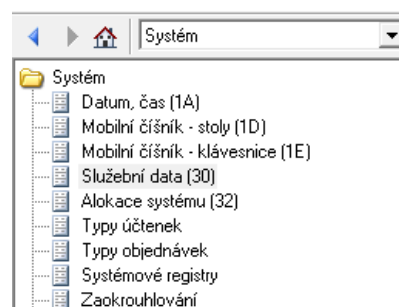 Systém
Systém
Datum, čas (1A)
Mobilní číšník - stoly (1D)
Mobilní číšník - klávesnice (1E)
Služební data (30)
Alokace systému (32)
Typy účtenek
Typy objednávek
Systémové registry
Zaokrouhlování